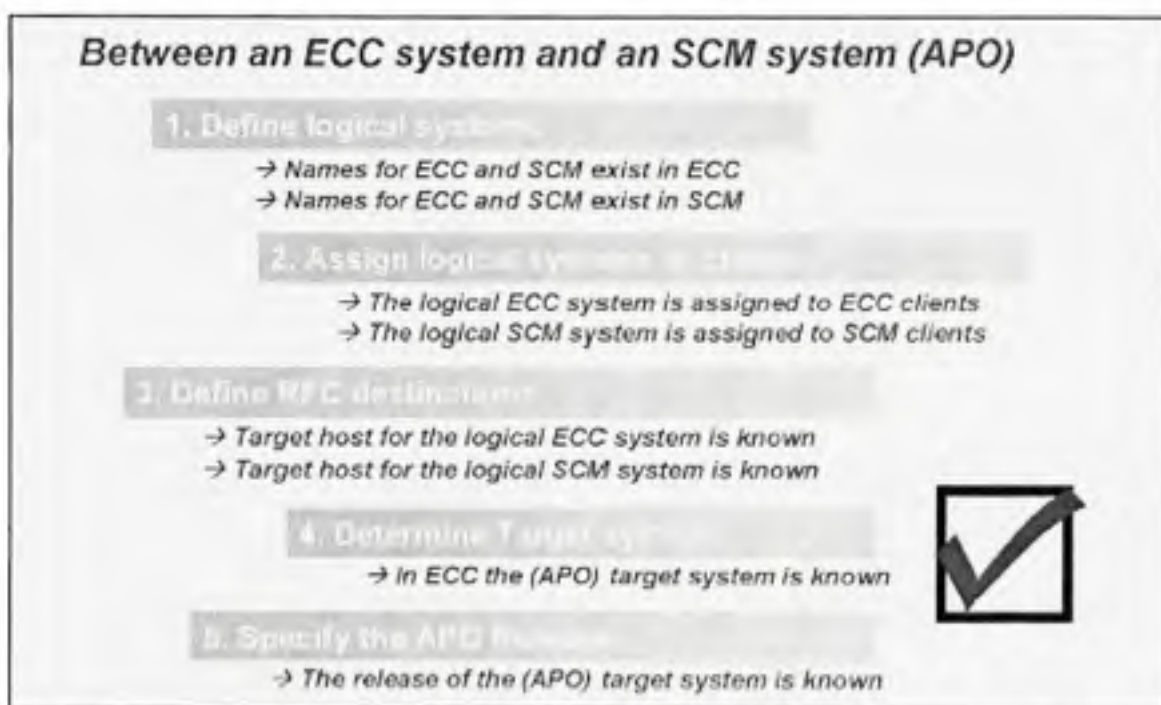 Between an ECC system and an SCM system (APO)
1. Define logical systems
→ Names for ECC and SCM exist in ECC
→ Names for ECC and SCM exist in SCM
2. Assign logical systems
→ The logical ECC system is assigned to ECC clients
→ The logical SCM system is assigned to SCM clients
3. Define RFC destinations
→ Target host for the logical ECC system is known
→ Target host for the logical SCM system is known
4. Determine Target
→ In ECC the (APO) target system is known
5. Specify the APO
→ The release of the (APO) target system is known